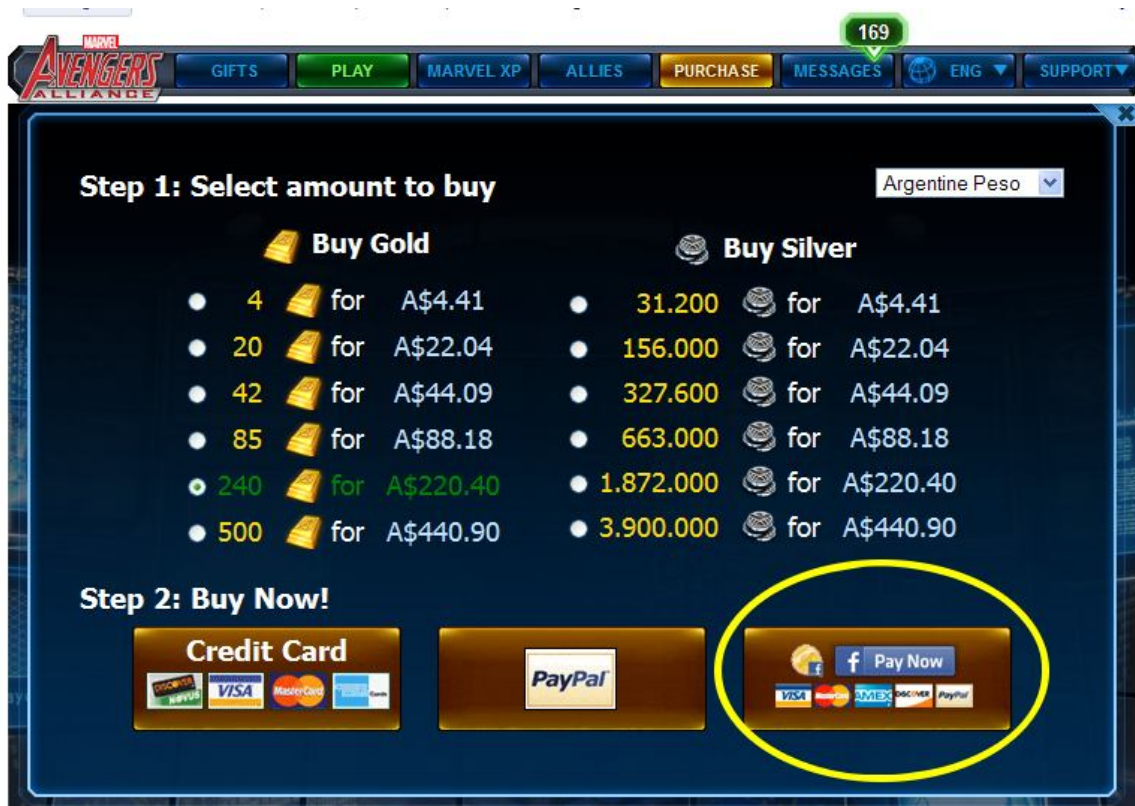 169
MARVEL
AVENGERS
ALLIANCE
GIFTS PLAY MARVEL XP ALLIES PURCHASE MESSAGES ENG SUPPORT
Step 1: Select amount to buy
Argentine Peso
Buy Gold
4 for A$4.41
20 for A$22.04
42 for A$44.09
85 for A$88.18
240 for A$220.40
500 for A$440.90
Buy Silver
31.200 for A$4.41
156.000 for A$22.04
327.600 for A$44.09
663.000 for A$88.18
1.872.000 for A$220.40
3.900.000 for A$440.90
Step 2: Buy Now!
Credit Card
DISCOVER NOVUS VISA MasterCard Cards
PayPal
f f Pay Now
VISA MasterCard AMEX DISCOVER PayPal